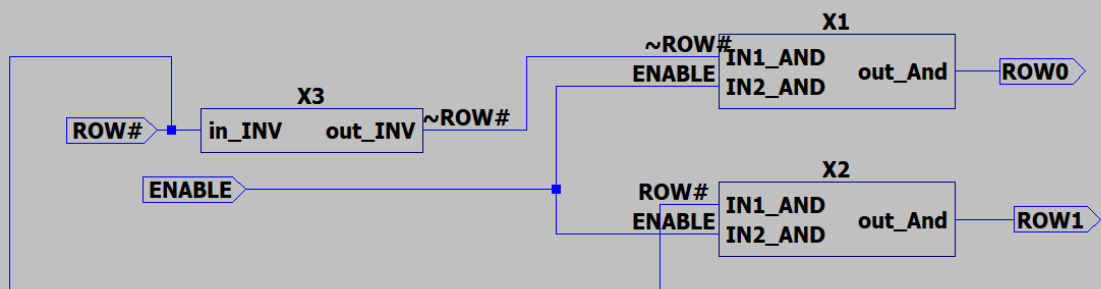 X1
~ROW#
IN1_AND
ENABLE
IN2_AND
out_And
ROW0
X3
ROW#
in_INV
out_INV
~ROW#
ENABLE
X2
ROW#
IN1_AND
ENABLE
IN2_AND
out_And
ROW1